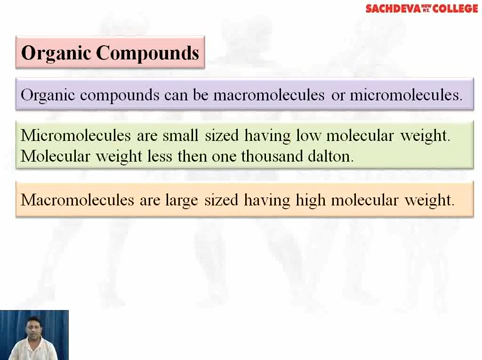 SACHDEVA NEW P.T. COLLEGE
Organic Compounds
Organic compounds can be macromolecules or micromolecules.
Micromolecules are small sized having low molecular weight.
Molecular weight less then one thousand dalton.
Macromolecules are large sized having high molecular weight.